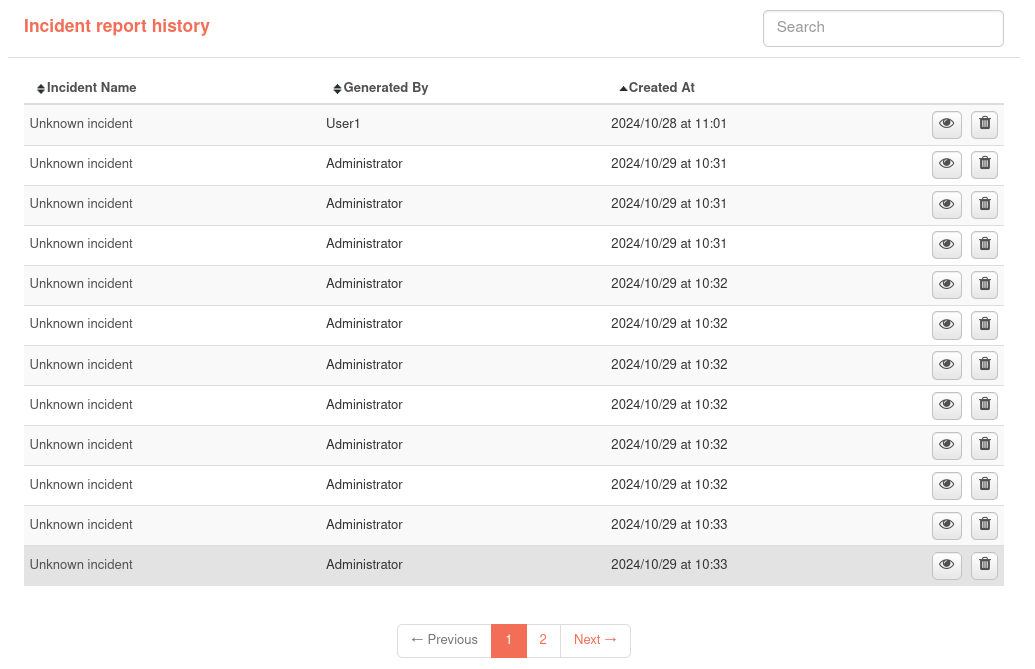 Incident report history
Search
Incident Name Generated By Created At
Unknown incident User1 2024/10/28 at 11:01
Unknown incident Administrator 2024/10/29 at 10:31
Unknown incident Administrator 2024/10/29 at 10:31
Unknown incident Administrator 2024/10/29 at 10:31
Unknown incident Administrator 2024/10/29 at 10:32
Unknown incident Administrator 2024/10/29 at 10:32
Unknown incident Administrator 2024/10/29 at 10:32
Unknown incident Administrator 2024/10/29 at 10:32
Unknown incident Administrator 2024/10/29 at 10:32
Unknown incident Administrator 2024/10/29 at 10:32
Unknown incident Administrator 2024/10/29 at 10:33
Unknown incident Administrator 2024/10/29 at 10:33
← Previous 1 2 Next →